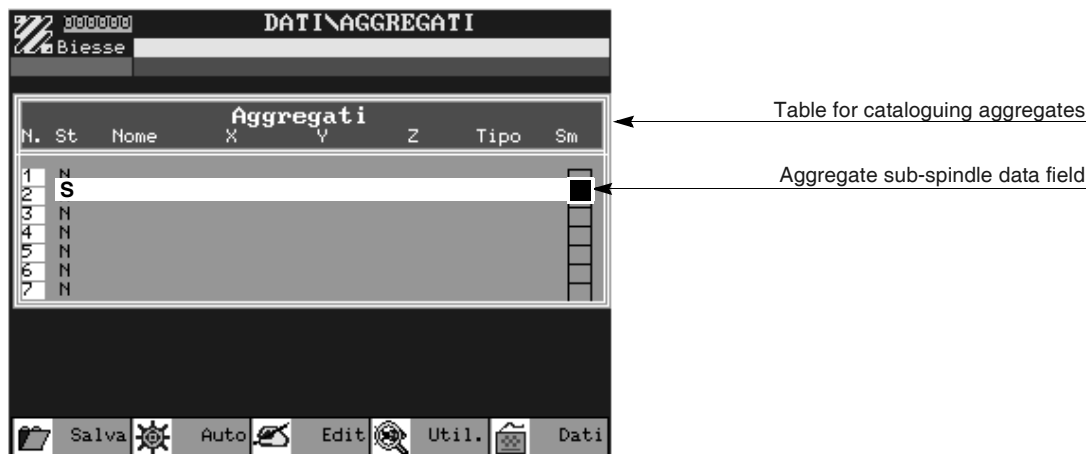 000000 DATI\AGGREGATI
Biesse
Aggregati
N. St Nome X Y Z Tipo Sm
1 N
2 S
3 N
4 N
5 N
6 N
7 N
Salva Auto Edit Util. Dati
Table for cataloguing aggregates
Aggregate sub-spindle data field